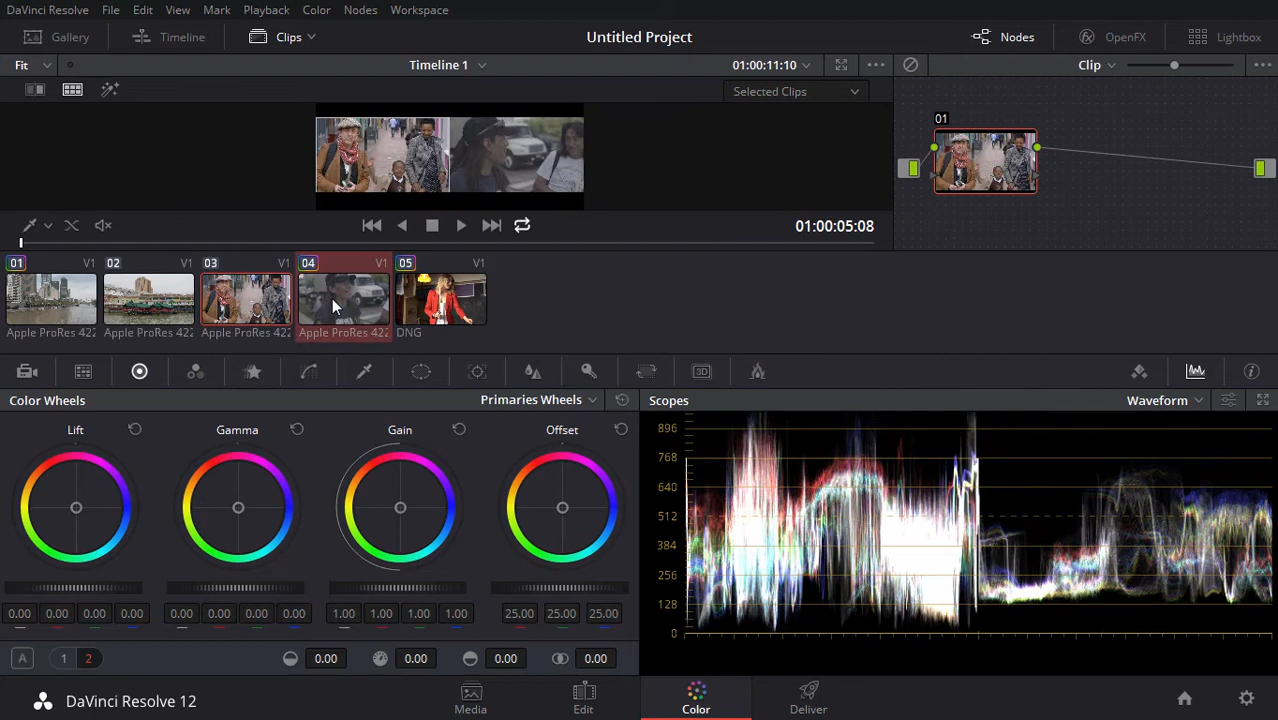 DaVinci Resolve File Edit View Mark Playback Color Nodes Workspace
Gallery Timeline Clips Untitled Project Nodes OpenFX Lightbox
Fit Timeline 1 01:00:11:10 Clip
Selected Clips
01
01:00:05:08
01 V1 02 V1 03 V1 04 V1 05 V1
Apple ProRes 422 Apple ProRes 422 Apple ProRes 422 Apple ProRes 422 DNG
Color Wheels Primaries Wheels Scopes Waveform
Lift Gamma Gain Offset
896
768
640
512
384
256
128
0
0.00 0.00 0.00 0.00 0.00 0.00 0.00 0.00 1.00 1.00 1.00 1.00 25.00 25.00 25.00
A 1 2 0.00 0.00 0.00 0.00
DaVinci Resolve 12 Media Edit Color Deliver